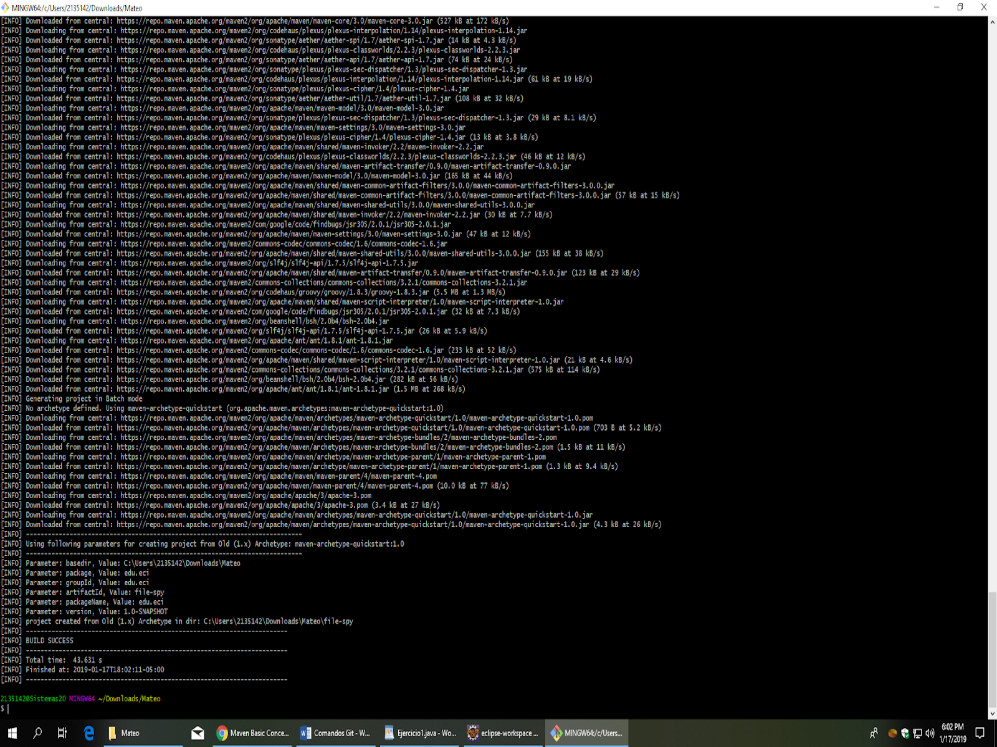 MINGW64:/c/Users/2135142/Downloads/Mateo
[INFO] Downloaded from central: https://repo.maven.apache.org/maven2/org/apache/maven/maven-core/3.0/maven-core-3.0.jar (527 kB at 172 kB/s)
[INFO] Downloading from central: https://repo.maven.apache.org/maven2/org/codehaus/plexus/plexus-interpolation/1.14/plexus-interpolation-1.14.jar
[INFO] Downloaded from central: https://repo.maven.apache.org/maven2/org/sonatype/aether/aether-spi/1.7/aether-spi-1.7.jar (14 kB at 4.3 kB/s)
[INFO] Downloading from central: https://repo.maven.apache.org/maven2/org/codehaus/plexus/plexus-classworlds/2.2.3/plexus-classworlds-2.2.3.jar
[INFO] Downloaded from central: https://repo.maven.apache.org/maven2/org/sonatype/aether/aether-api/1.7/aether-api-1.7.jar (74 kB at 24 kB/s)
[INFO] Downloading from central: https://repo.maven.apache.org/maven2/org/sonatype/plexus/plexus-sec-dispatcher/1.3/plexus-sec-dispatcher-1.3.jar
[INFO] Downloaded from central: https://repo.maven.apache.org/maven2/org/codehaus/plexus/plexus-interpolation/1.14/plexus-interpolation-1.14.jar (61 kB at 19 kB/s)
[INFO] Downloading from central: https://repo.maven.apache.org/maven2/org/sonatype/plexus/plexus-cipher/1.4/plexus-cipher-1.4.jar
[INFO] Downloaded from central: https://repo.maven.apache.org/maven2/org/sonatype/aether/aether-util/1.7/aether-util-1.7.jar (108 kB at 32 kB/s)
[INFO] Downloading from central: https://repo.maven.apache.org/maven2/org/apache/maven/maven-model/3.0/maven-model-3.0.jar
[INFO] Downloaded from central: https://repo.maven.apache.org/maven2/org/sonatype/plexus/plexus-sec-dispatcher/1.3/plexus-sec-dispatcher-1.3.jar (29 kB at 8.1 kB/s)
[INFO] Downloading from central: https://repo.maven.apache.org/maven2/org/apache/maven/maven-settings/3.0/maven-settings-3.0.jar
[INFO] Downloaded from central: https://repo.maven.apache.org/maven2/org/sonatype/plexus/plexus-cipher/1.4/plexus-cipher-1.4.jar (13 kB at 3.8 kB/s)
[INFO] Downloading from central: https://repo.maven.apache.org/maven2/org/apache/maven/shared/maven-invoker/2.2/maven-invoker-2.2.jar
[INFO] Downloaded from central: https://repo.maven.apache.org/maven2/org/codehaus/plexus/plexus-classworlds/2.2.3/plexus-classworlds-2.2.3.jar (46 kB at 12 kB/s)
[INFO] Downloading from central: https://repo.maven.apache.org/maven2/org/apache/maven/shared/maven-artifact-transfer/0.9.0/maven-artifact-transfer-0.9.0.jar
[INFO] Downloaded from central: https://repo.maven.apache.org/maven2/org/apache/maven/maven-model/3.0/maven-model-3.0.jar (165 kB at 44 kB/s)
[INFO] Downloading from central: https://repo.maven.apache.org/maven2/org/apache/maven/shared/maven-common-artifact-filters/3.0.0/maven-common-artifact-filters-3.0.0.jar
[INFO] Downloaded from central: https://repo.maven.apache.org/maven2/org/apache/maven/shared/maven-common-artifact-filters/3.0.0/maven-common-artifact-filters-3.0.0.jar (57 kB at 15 kB/s)
[INFO] Downloading from central: https://repo.maven.apache.org/maven2/org/apache/maven/shared/maven-shared-utils/3.0.0/maven-shared-utils-3.0.0.jar
[INFO] Downloaded from central: https://repo.maven.apache.org/maven2/org/apache/maven/shared/maven-invoker/2.2/maven-invoker-2.2.jar (30 kB at 7.7 kB/s)
[INFO] Downloading from central: https://repo.maven.apache.org/maven2/com/google/code/findbugs/jsr305/2.0.1/jsr305-2.0.1.jar
[INFO] Downloaded from central: https://repo.maven.apache.org/maven2/org/apache/maven/maven-settings/3.0/maven-settings-3.0.jar (47 kB at 12 kB/s)
[INFO] Downloading from central: https://repo.maven.apache.org/maven2/commons-codec/commons-codec/1.6/commons-codec-1.6.jar
[INFO] Downloaded from central: https://repo.maven.apache.org/maven2/org/apache/maven/shared/maven-shared-utils/3.0.0/maven-shared-utils-3.0.0.jar (155 kB at 38 kB/s)
[INFO] Downloading from central: https://repo.maven.apache.org/maven2/org/slf4j/slf4j-api/1.7.5/slf4j-api-1.7.5.jar
[INFO] Downloaded from central: https://repo.maven.apache.org/maven2/org/apache/maven/shared/maven-artifact-transfer/0.9.0/maven-artifact-transfer-0.9.0.jar (123 kB at 29 kB/s)
[INFO] Downloading from central: https://repo.maven.apache.org/maven2/commons-collections/commons-collections/3.2.1/commons-collections-3.2.1.jar
[INFO] Downloaded from central: https://repo.maven.apache.org/maven2/org/codehaus/groovy/groovy/1.8.3/groovy-1.8.3.jar (5.5 MB at 1.3 MB/s)
[INFO] Downloading from central: https://repo.maven.apache.org/maven2/org/apache/maven/shared/maven-script-interpreter/1.0/maven-script-interpreter-1.0.jar
[INFO] Downloaded from central: https://repo.maven.apache.org/maven2/com/google/code/findbugs/jsr305/2.0.1/jsr305-2.0.1.jar (32 kB at 7.3 kB/s)
[INFO] Downloading from central: https://repo.maven.apache.org/maven2/org/beanshell/bsh/2.0b4/bsh-2.0b4.jar
[INFO] Downloaded from central: https://repo.maven.apache.org/maven2/org/slf4j/slf4j-api/1.7.5/slf4j-api-1.7.5.jar (26 kB at 5.9 kB/s)
[INFO] Downloading from central: https://repo.maven.apache.org/maven2/org/apache/ant/ant/1.8.1/ant-1.8.1.jar
[INFO] Downloaded from central: https://repo.maven.apache.org/maven2/commons-codec/commons-codec/1.6/commons-codec-1.6.jar (233 kB at 52 kB/s)
[INFO] Downloaded from central: https://repo.maven.apache.org/maven2/org/apache/maven/shared/maven-script-interpreter/1.0/maven-script-interpreter-1.0.jar (21 kB at 4.6 kB/s)
[INFO] Downloaded from central: https://repo.maven.apache.org/maven2/commons-collections/commons-collections/3.2.1/commons-collections-3.2.1.jar (575 kB at 114 kB/s)
[INFO] Downloaded from central: https://repo.maven.apache.org/maven2/org/beanshell/bsh/2.0b4/bsh-2.0b4.jar (282 kB at 56 kB/s)
[INFO] Downloaded from central: https://repo.maven.apache.org/maven2/org/apache/ant/ant/1.8.1/ant-1.8.1.jar (1.5 MB at 268 kB/s)
[INFO] Generating project in Batch mode
[INFO] No archetype defined. Using maven-archetype-quickstart (org.apache.maven.archetypes:maven-archetype-quickstart:1.0)
[INFO] Downloading from central: https://repo.maven.apache.org/maven2/org/apache/maven/archetypes/maven-archetype-quickstart/1.0/maven-archetype-quickstart-1.0.pom
[INFO] Downloaded from central: https://repo.maven.apache.org/maven2/org/apache/maven/archetypes/maven-archetype-quickstart/1.0/maven-archetype-quickstart-1.0.pom (703 B at 5.2 kB/s)
[INFO] Downloading from central: https://repo.maven.apache.org/maven2/org/apache/maven/archetypes/maven-archetype-bundles/2/maven-archetype-bundles-2.pom
[INFO] Downloaded from central: https://repo.maven.apache.org/maven2/org/apache/maven/archetypes/maven-archetype-bundles/2/maven-archetype-bundles-2.pom (1.5 kB at 11 kB/s)
[INFO] Downloading from central: https://repo.maven.apache.org/maven2/org/apache/maven/archetype/maven-archetype-parent/1/maven-archetype-parent-1.pom
[INFO] Downloaded from central: https://repo.maven.apache.org/maven2/org/apache/maven/archetype/maven-archetype-parent/1/maven-archetype-parent-1.pom (1.3 kB at 9.4 kB/s)
[INFO] Downloading from central: https://repo.maven.apache.org/maven2/org/apache/maven/maven-parent/4/maven-parent-4.pom
[INFO] Downloaded from central: https://repo.maven.apache.org/maven2/org/apache/maven/maven-parent/4/maven-parent-4.pom (10.0 kB at 77 kB/s)
[INFO] Downloading from central: https://repo.maven.apache.org/maven2/org/apache/apache/3/apache-3.pom
[INFO] Downloaded from central: https://repo.maven.apache.org/maven2/org/apache/apache/3/apache-3.pom (3.4 kB at 27 kB/s)
[INFO] Downloading from central: https://repo.maven.apache.org/maven2/org/apache/maven/archetypes/maven-archetype-quickstart/1.0/maven-archetype-quickstart-1.0.jar
[INFO] Downloaded from central: https://repo.maven.apache.org/maven2/org/apache/maven/archetypes/maven-archetype-quickstart/1.0/maven-archetype-quickstart-1.0.jar (4.3 kB at 26 kB/s)
[INFO] ----------------------------------------------------------------------------
[INFO] Using following parameters for creating project from Old (1.x) Archetype: maven-archetype-quickstart:1.0
[INFO] ----------------------------------------------------------------------------
[INFO] Parameter: basedir, Value: C:\Users\2135142\Downloads\Mateo
[INFO] Parameter: package, Value: edu.eci
[INFO] Parameter: groupId, Value: edu.eci
[INFO] Parameter: artifactId, Value: file-spy
[INFO] Parameter: packageName, Value: edu.eci
[INFO] Parameter: version, Value: 1.0-SNAPSHOT
[INFO] project created from Old (1.x) Archetype in dir: C:\Users\2135142\Downloads\Mateo\file-spy
[INFO] ------------------------------------------------------------------------
[INFO] BUILD SUCCESS
[INFO] ------------------------------------------------------------------------
[INFO] Total time:  43.631 s
[INFO] Finished at: 2019-01-17T18:02:11-05:00
[INFO] ------------------------------------------------------------------------
2135142@Sistemas20 MINGW64 ~/Downloads/Mateo
$
Mateo
Maven Basic Conce...
Comandos Git - W...
Ejercicio1.java - Wo...
eclipse-workspace ...
MINGW64:/c/Users...
6:02 PM
1/17/2019